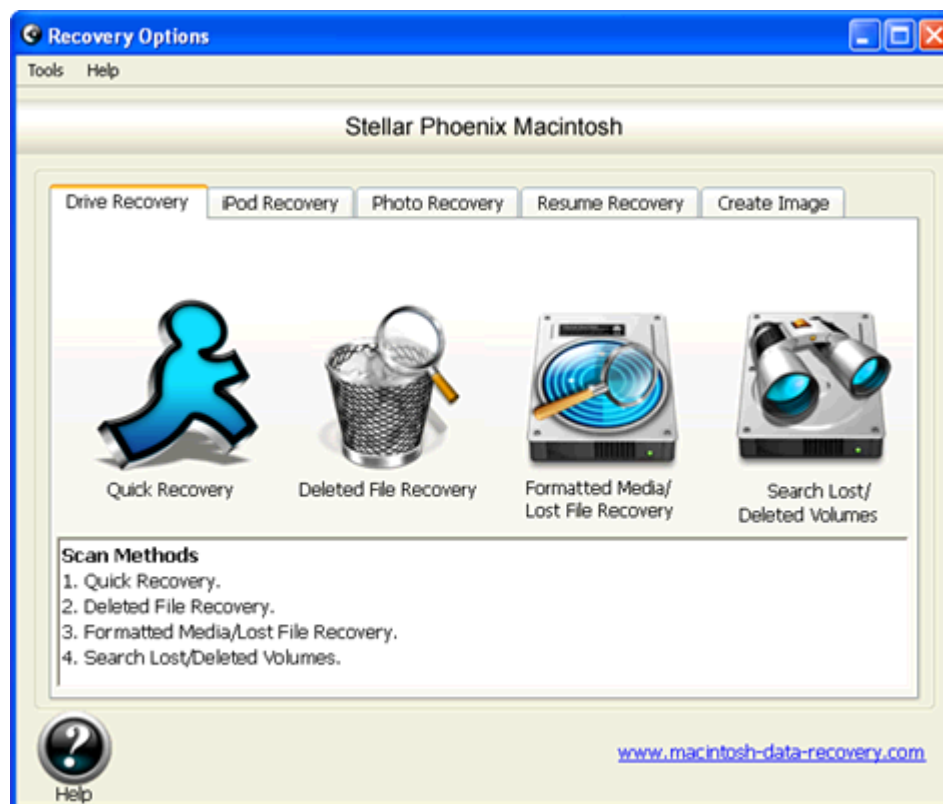 Recovery Options
Tools Help
Stellar Phoenix Macintosh
Drive Recovery iPod Recovery Photo Recovery Resume Recovery Create Image
Quick Recovery
Deleted File Recovery
Formatted Media/
Lost File Recovery
Search Lost/
Deleted Volumes
Scan Methods
1. Quick Recovery.
2. Deleted File Recovery.
3. Formatted Media/Lost File Recovery.
4. Search Lost/Deleted Volumes.
www.macintosh-data-recovery.com
Help